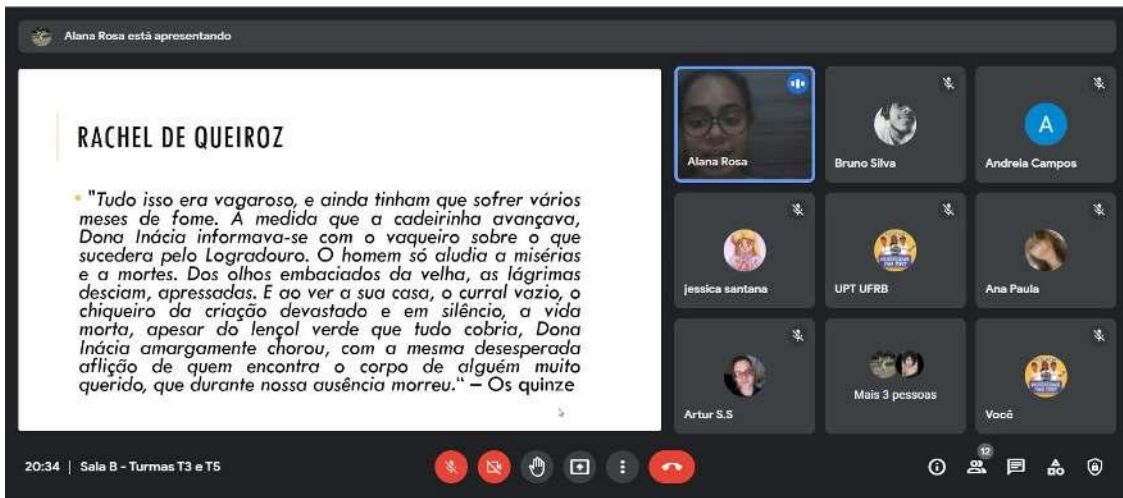 Alana Rosa está apresentando
RACHEL DE QUEIROZ
"Tudo isso era vagaroso, e ainda tinham que sofrer vários
meses de fome. A medida que a cadeirinha avançava,
Dona Inácia informava-se com o vaqueiro sobre o que
sucedera pelo Logradouro. O homem só aludia a misérias
e a mortes. Dos olhos embaciados da velha, as lágrimas
desciam, apressadas. E ao ver a sua casa, o curral vazio, o
chiqueiro da criação devastado e em silêncio, a vida
morta, apesar do lençol verde que tudo cobria, Dona
Inácia amargamente chorou, com a mesma desesperada
aflição de quem encontra o corpo de alguém muito
querido, que durante nossa ausência morreu." – Os quinze
Alana Rosa
Bruno Silva
A
Andreia Campos
jessica santana
UPT UFRB
Ana Paula
Artur S.S
Mais 3 pessoas
Você
20:34 | Sala B - Turmas T3 e T5
12